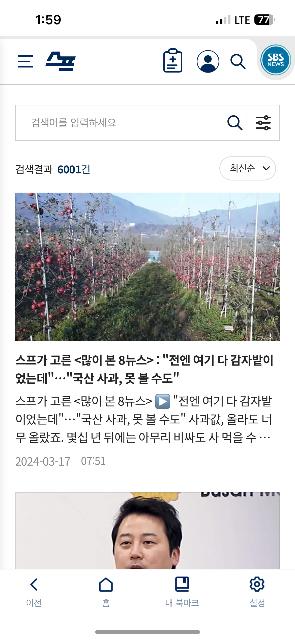 1:59
LTE 77
스프
SBS
NEWS
검색어를 입력하세요
검색결과 6001건
최신순
스프가 고른 <많이 본 8뉴스> : "전엔 여기 다 감자밭이
었는데"…"국산 사과, 못 볼 수도"
스프가 고른 <많이 본 8뉴스> ▶️ "전엔 여기 다 감자밭
이었는데"…"국산 사과, 못 볼 수도" 사과값, 올라도 너
무 올랐죠. 몇십 년 뒤에는 아무리 비싸도 사 먹을 수 …
2024-03-17 07:51
이전
홈
내 북마크
설정